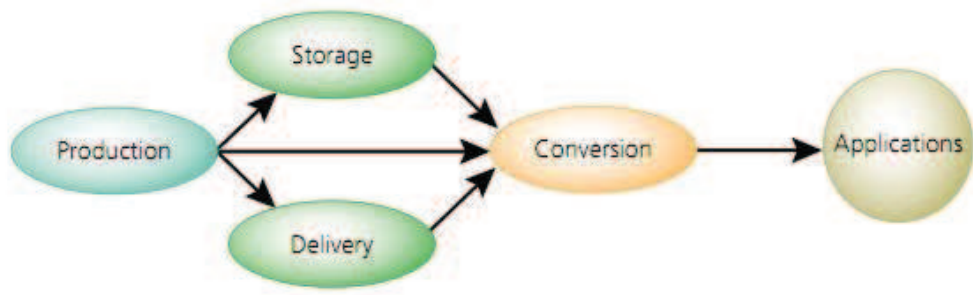 Storage
Production
Conversion
Applications
Delivery